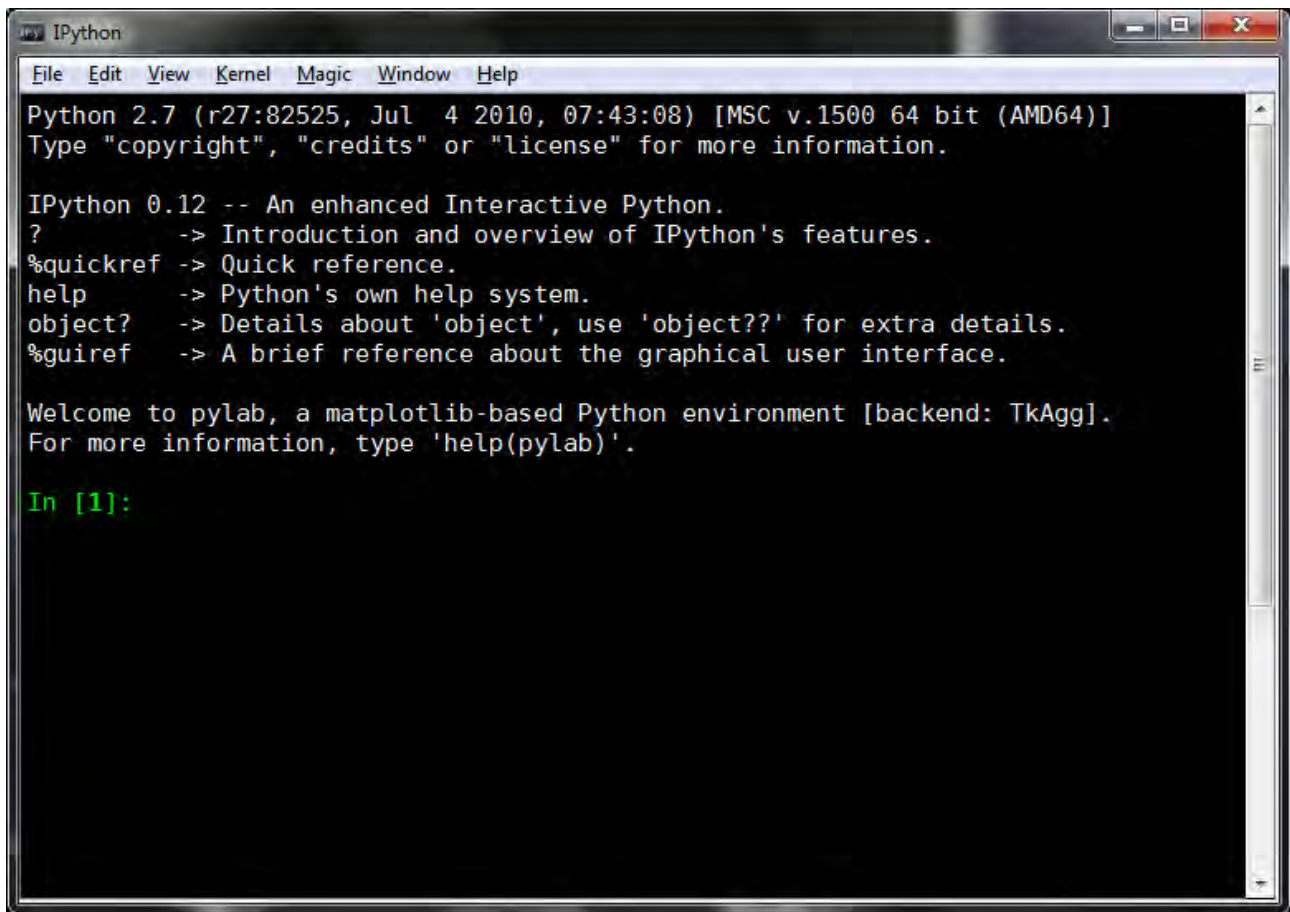 IPython
File Edit View Kernel Magic Window Help
Python 2.7 (r27:82525, Jul  4 2010, 07:43:08) [MSC v.1500 64 bit (AMD64)]
Type "copyright", "credits" or "license" for more information.
IPython 0.12 -- An enhanced Interactive Python.
?         -> Introduction and overview of IPython's features.
%quickref -> Quick reference.
help      -> Python's own help system.
object?   -> Details about 'object', use 'object??' for extra details.
%guiref   -> A brief reference about the graphical user interface.
Welcome to pylab, a matplotlib-based Python environment [backend: TkAgg].
For more information, type 'help(pylab)'.
In [1]: